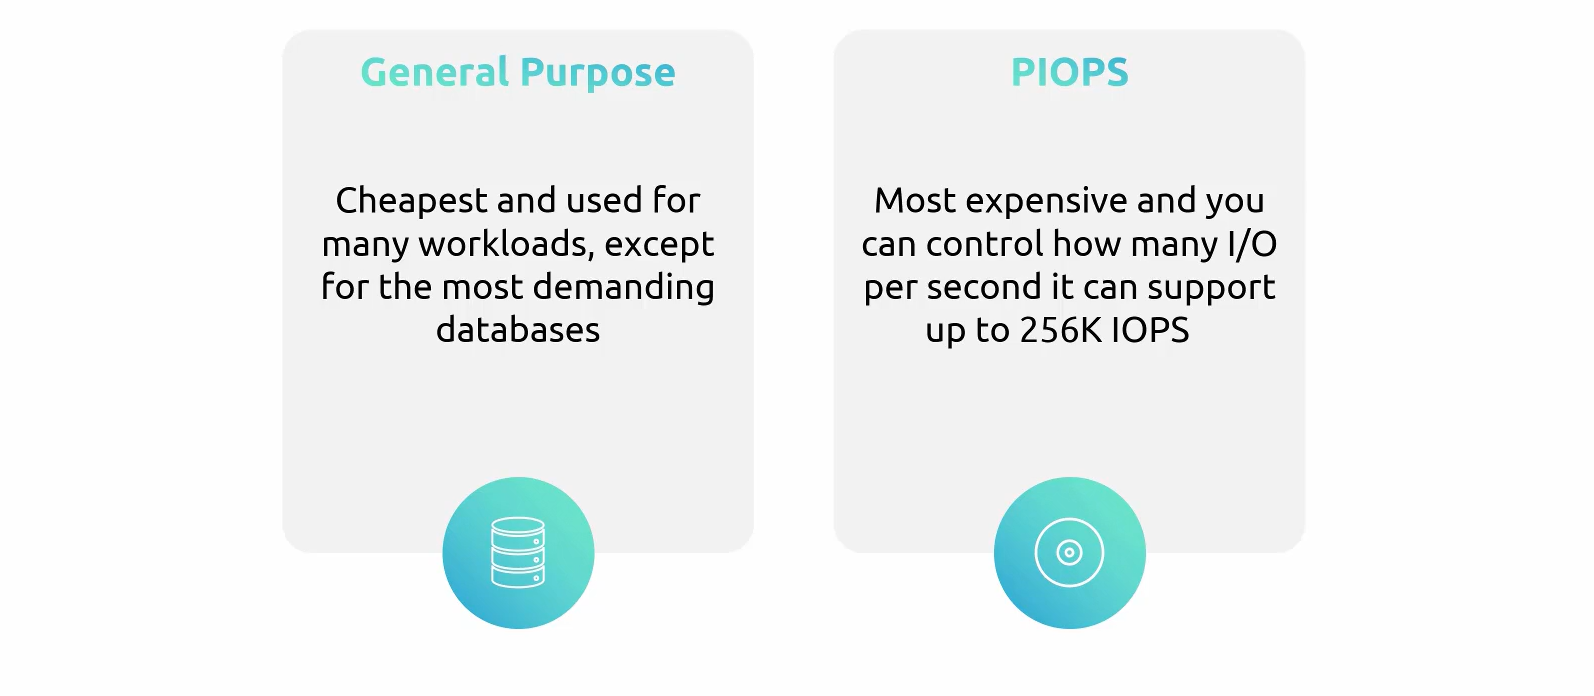 General Purpose
Cheapest and used for
many workloads, except
for the most demanding
databases
PIOPS
Most expensive and you
can control how many I/O
per second it can support
up to 256K IOPS